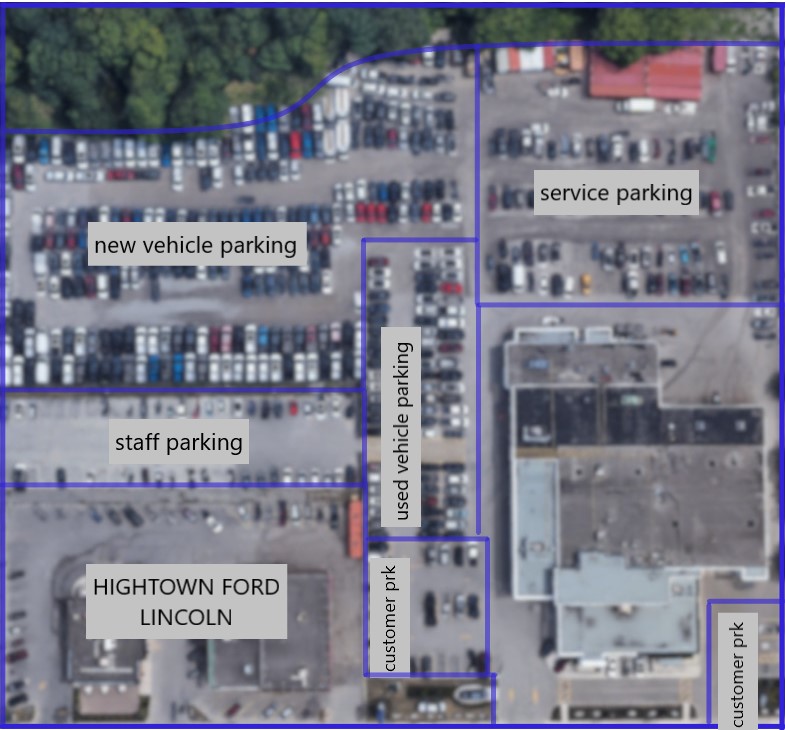 service parking
new vehicle parking
used vehicle parking
staff parking
HIGHTOWN FORD
LINCOLN
customer prk
customer prk